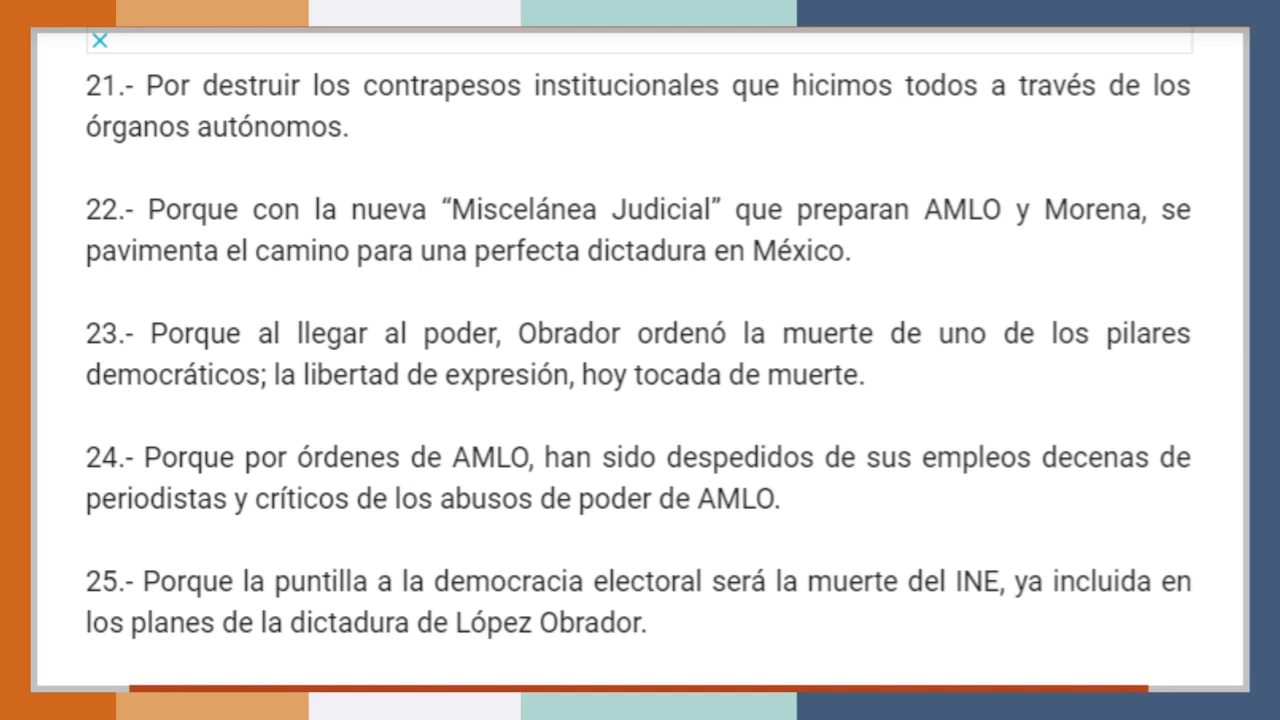 21.- Por destruir los contrapesos institucionales que hicimos todos a través de los
órganos autónomos.
22.- Porque con la nueva “Miscelánea Judicial” que preparan AMLO y Morena, se
pavimenta el camino para una perfecta dictadura en México.
23.- Porque al llegar al poder, Obrador ordenó la muerte de uno de los pilares
democráticos; la libertad de expresión, hoy tocada de muerte.
24.- Porque por órdenes de AMLO, han sido despedidos de sus empleos decenas de
periodistas y críticos de los abusos de poder de AMLO.
25.- Porque la puntilla a la democracia electoral será la muerte del INE, ya incluida en
los planes de la dictadura de López Obrador.